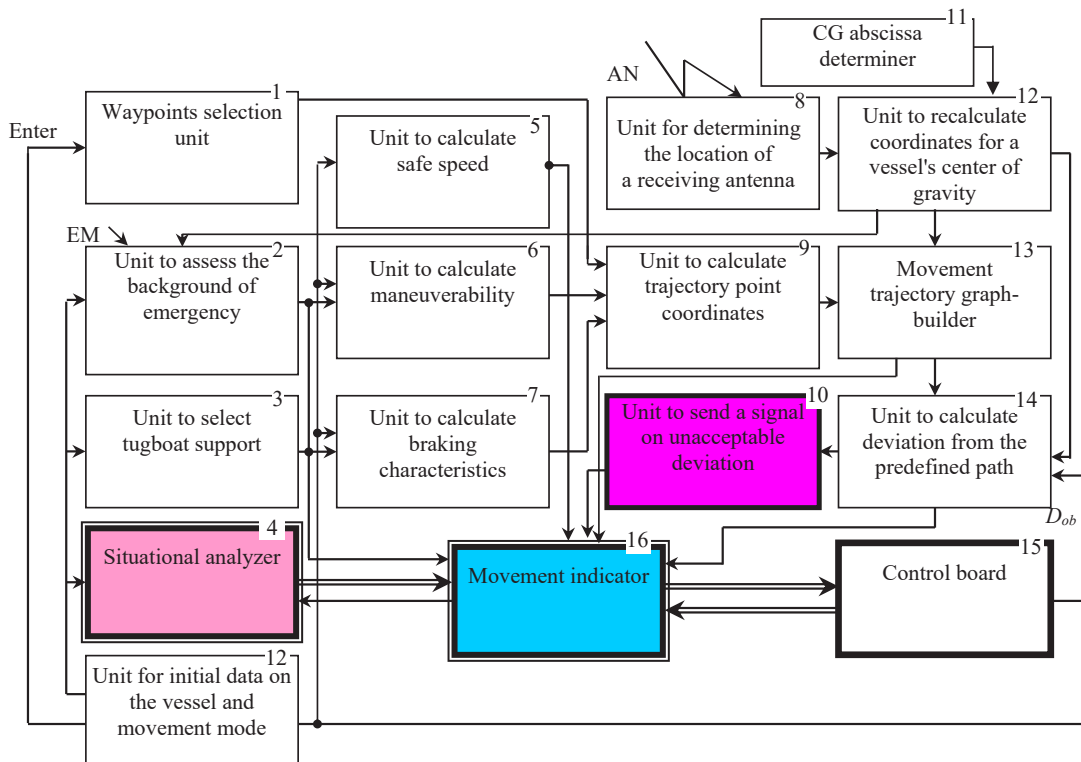 11
CG abscissa
determiner
AN
1
Waypoints selection
unit
Enter
5
Unit to calculate
safe speed
8
Unit for determining
the location of
a receiving antenna
12
Unit to recalculate
coordinates for a
vessel's center of
gravity
EM
2
Unit to assess the
background of
emergency
6
Unit to calculate
maneuverability
9
Unit to calculate
trajectory point
coordinates
13
Movement
trajectory graph-
builder
3
Unit to select
tugboat support
7
Unit to calculate
braking
characteristics
10
Unit to send a signal
on unacceptable
deviation
14
Unit to calculate
deviation from the
predefined path
Dob
4
Situational analyzer
16
Movement indicator
15
Control board
12
Unit for initial data on
the vessel and
movement mode